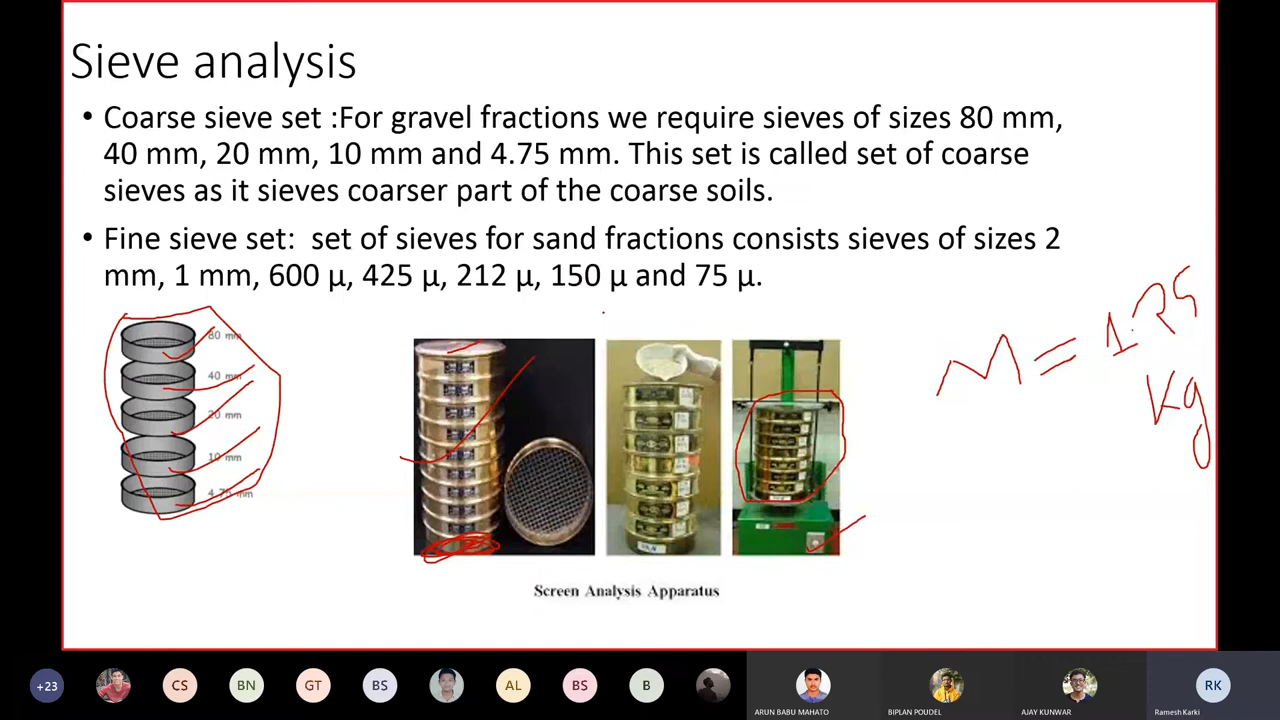 Sieve analysis
• Coarse sieve set :For gravel fractions we require sieves of sizes 80 mm,
40 mm, 20 mm, 10 mm and 4.75 mm. This set is called set of coarse
sieves as it sieves coarser part of the coarse soils.
• Fine sieve set: set of sieves for sand fractions consists sieves of sizes 2
mm, 1 mm, 600 μ, 425 μ, 212 μ, 150 μ and 75 μ.
80 mm
40 mm
20 mm
10 mm
4.75 mm
M =
kg
Screen Analysis Apparatus
+23
CS
BN
GT
BS
AL
BS
B
RK
ARUN BABU MAHATO
BIPLAN POUDEL
AJAY KUNWAR
Ramesh Karki